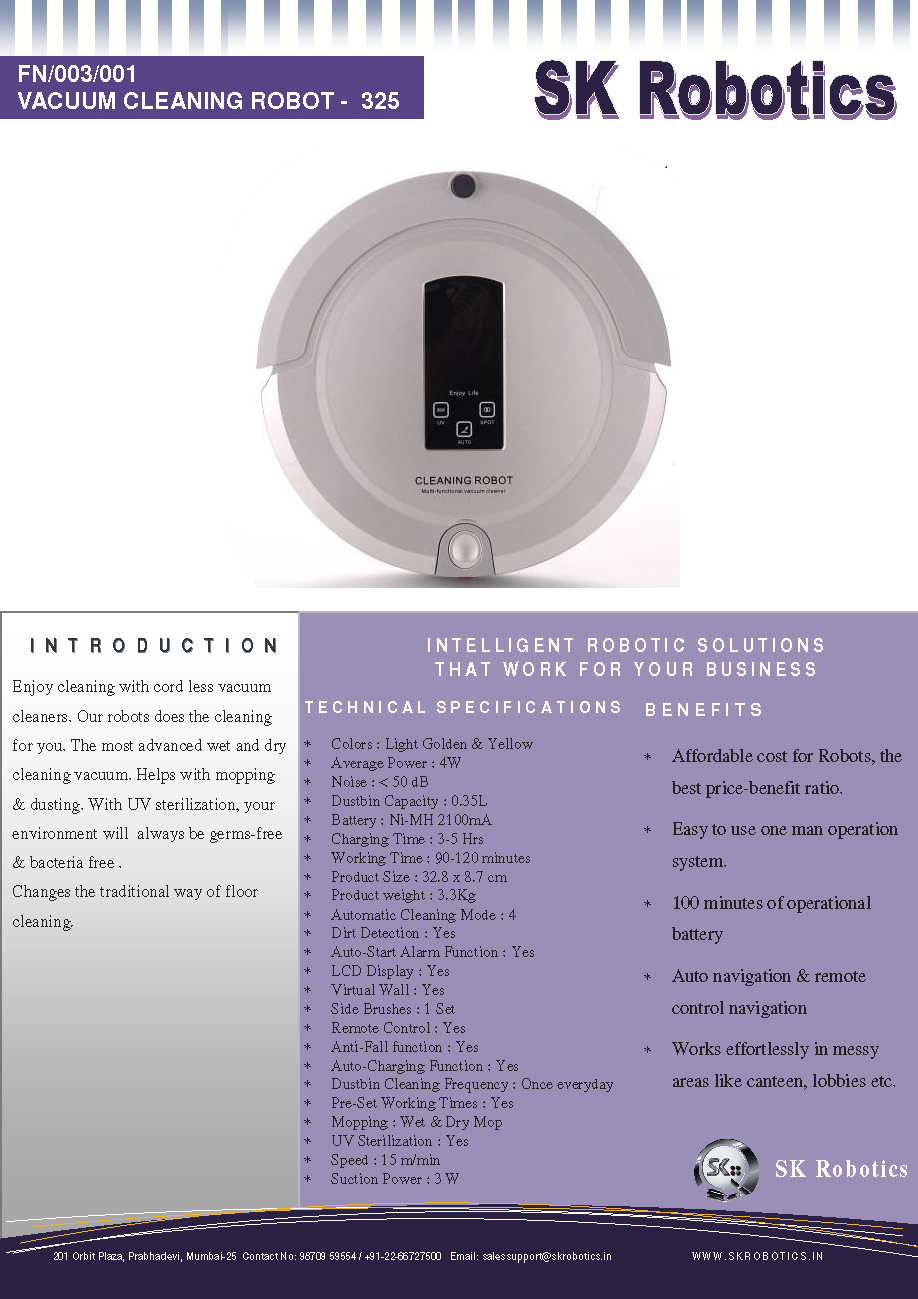 FN/003/001
VACUUM CLEANING ROBOT - 325
SK Robotics
Enjoy Life
UV
SPOT
AUTO
CLEANING ROBOT
Multi-functional vacuum cleaner
INTRODUCTION
Enjoy cleaning with cord less vacuum
cleaners. Our robots does the cleaning
for you. The most advanced wet and dry
cleaning vacuum. Helps with mopping
& dusting. With UV sterilization, your
environment will always be germs-free
& bacteria free .
Changes the traditional way of floor
cleaning.
INTELLIGENT ROBOTIC SOLUTIONS
THAT WORK FOR YOUR BUSINESS
TECHNICAL SPECIFICATIONS
* Colors : Light Golden & Yellow
* Average Power : 4W
* Noise : < 50 dB
* Dustbin Capacity : 0.35L
* Battery : Ni-MH 2100mA
* Charging Time : 3-5 Hrs
* Working Time : 90-120 minutes
* Product Size : 32.8 x 8.7 cm
* Product weight : 3.3Kg
* Automatic Cleaning Mode : 4
* Dirt Detection : Yes
* Auto-Start Alarm Function : Yes
* LCD Display : Yes
* Virtual Wall : Yes
* Side Brushes : 1 Set
* Remote Control : Yes
* Anti-Fall function : Yes
* Auto-Charging Function : Yes
* Dustbin Cleaning Frequency : Once everyday
* Pre-Set Working Times : Yes
* Mopping : Wet & Dry Mop
* UV Sterilization : Yes
* Speed : 15 m/min
* Suction Power : 3 W
BENEFITS
* Affordable cost for Robots, the
best price-benefit ratio.
* Easy to use one man operation
system.
* 100 minutes of operational
battery
* Auto navigation & remote
control navigation
* Works effortlessly in messy
areas like canteen, lobbies etc.
SK
SK Robotics
201 Orbit Plaza, Prabhadevi, Mumbai-25 Contact No: 98709 59554 / +91-22-66727500 Email: salessupport@skrobotics.in
WWW.SKROBOTICS.IN